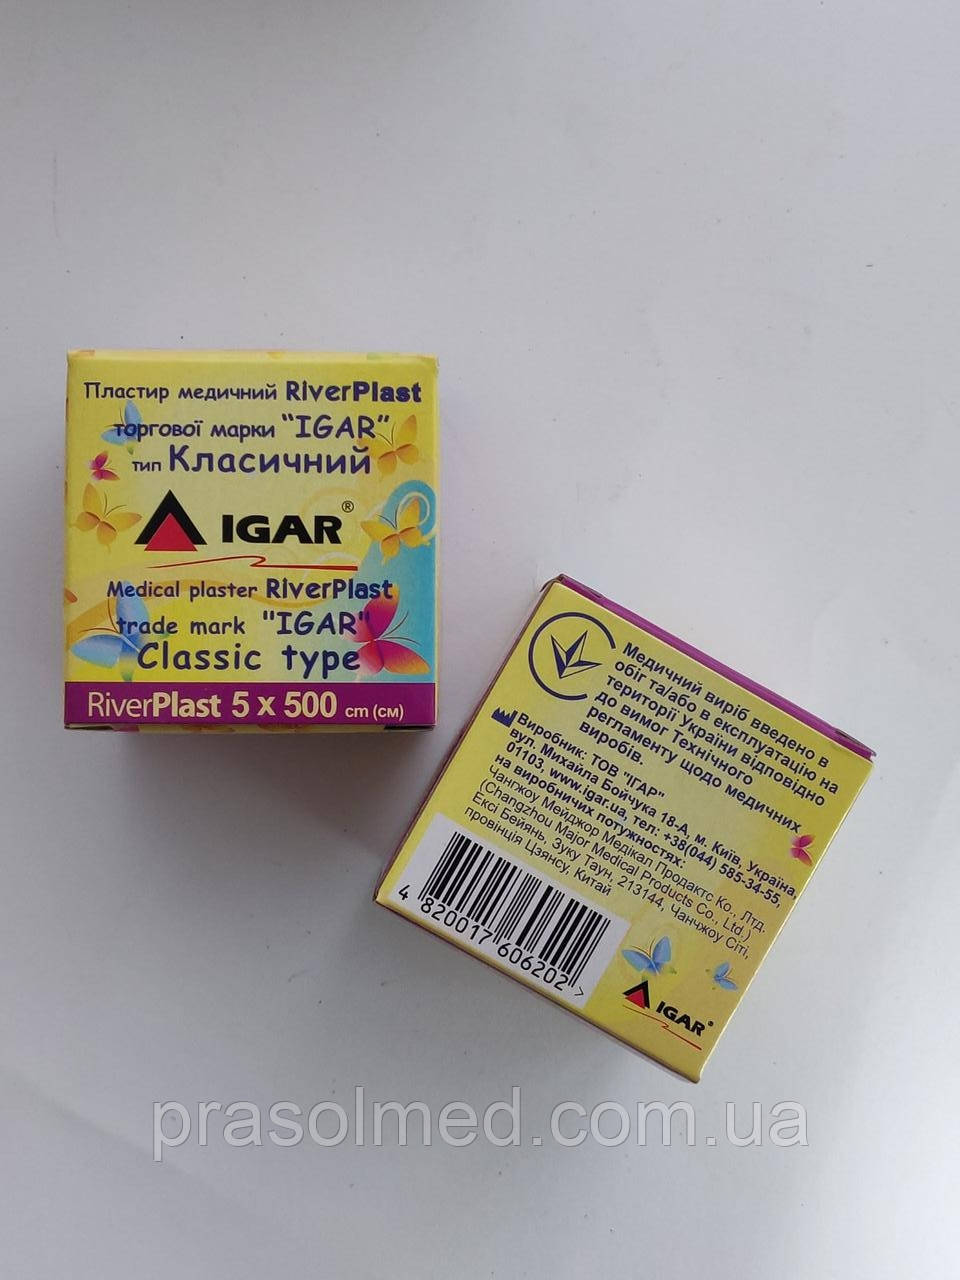 Пластир медичний RiverPlast
торгової марки "IGAR"
тип Класичний
IGAR®
Medical plaster RiverPlast
trade mark "IGAR"
Classic type
RiverPlast 5 x 500 cm (см)
Медичний виріб введено в
обіг та/або в експлуатацію на
території України відповідно
до вимог Технічного
регламенту щодо медичних
виробів.
Виробник: ТОВ "ІГАР"
вул. Михайла Бойчука 18-А, м. Київ, Україна,
01103, www.igar.ua, тел: +38(044) 585-34-55,
на виробничих потужностях:
Чангжоу Мейджор Медікал Продактс Ко., Лтд.
(Changzhou Major Medical Products Co., Ltd.)
Ексі Бейянь, Зуку Таун, 213144, Чанчжоу Сіті,
провінція Цзянсу, Китай
4 820017 606202 >
IGAR®
prasolmed.com.ua